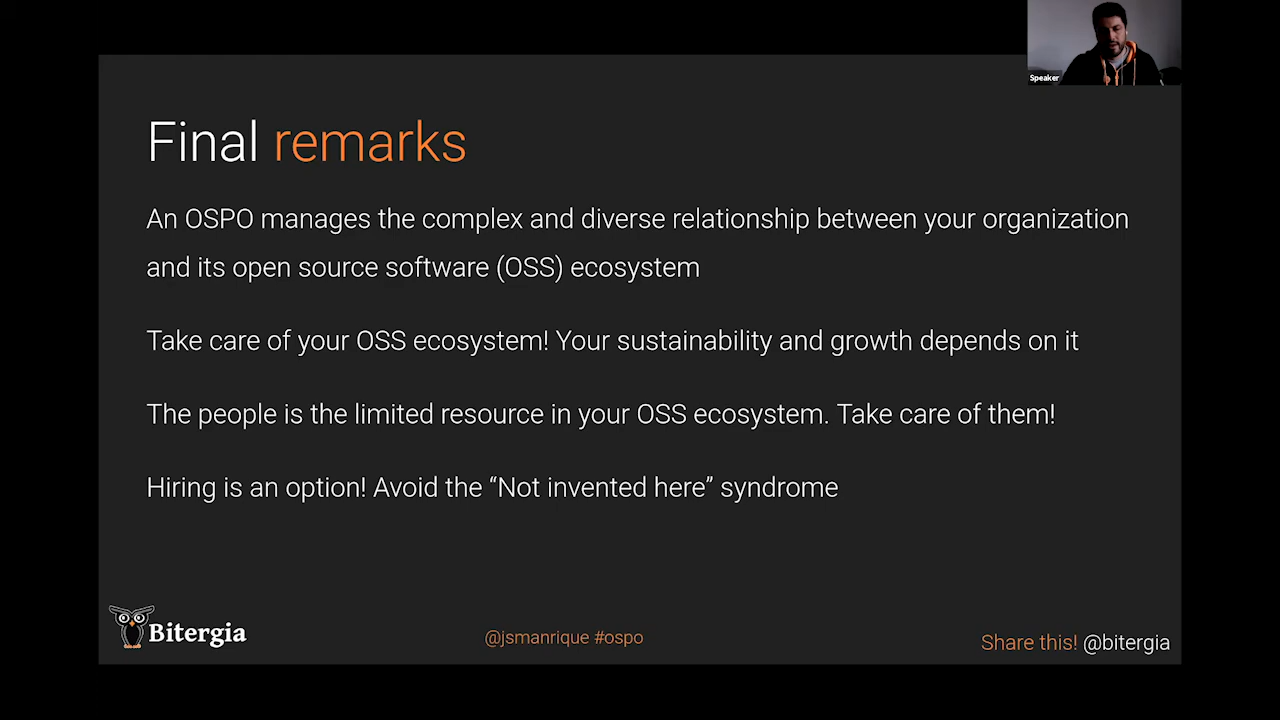 Speaker
Final remarks
An OSPO manages the complex and diverse relationship between your organization
and its open source software (OSS) ecosystem
Take care of your OSS ecosystem! Your sustainability and growth depends on it
The people is the limited resource in your OSS ecosystem. Take care of them!
Hiring is an option! Avoid the “Not invented here” syndrome
Bitergia
@jsmanrique #ospo
Share this! @bitergia